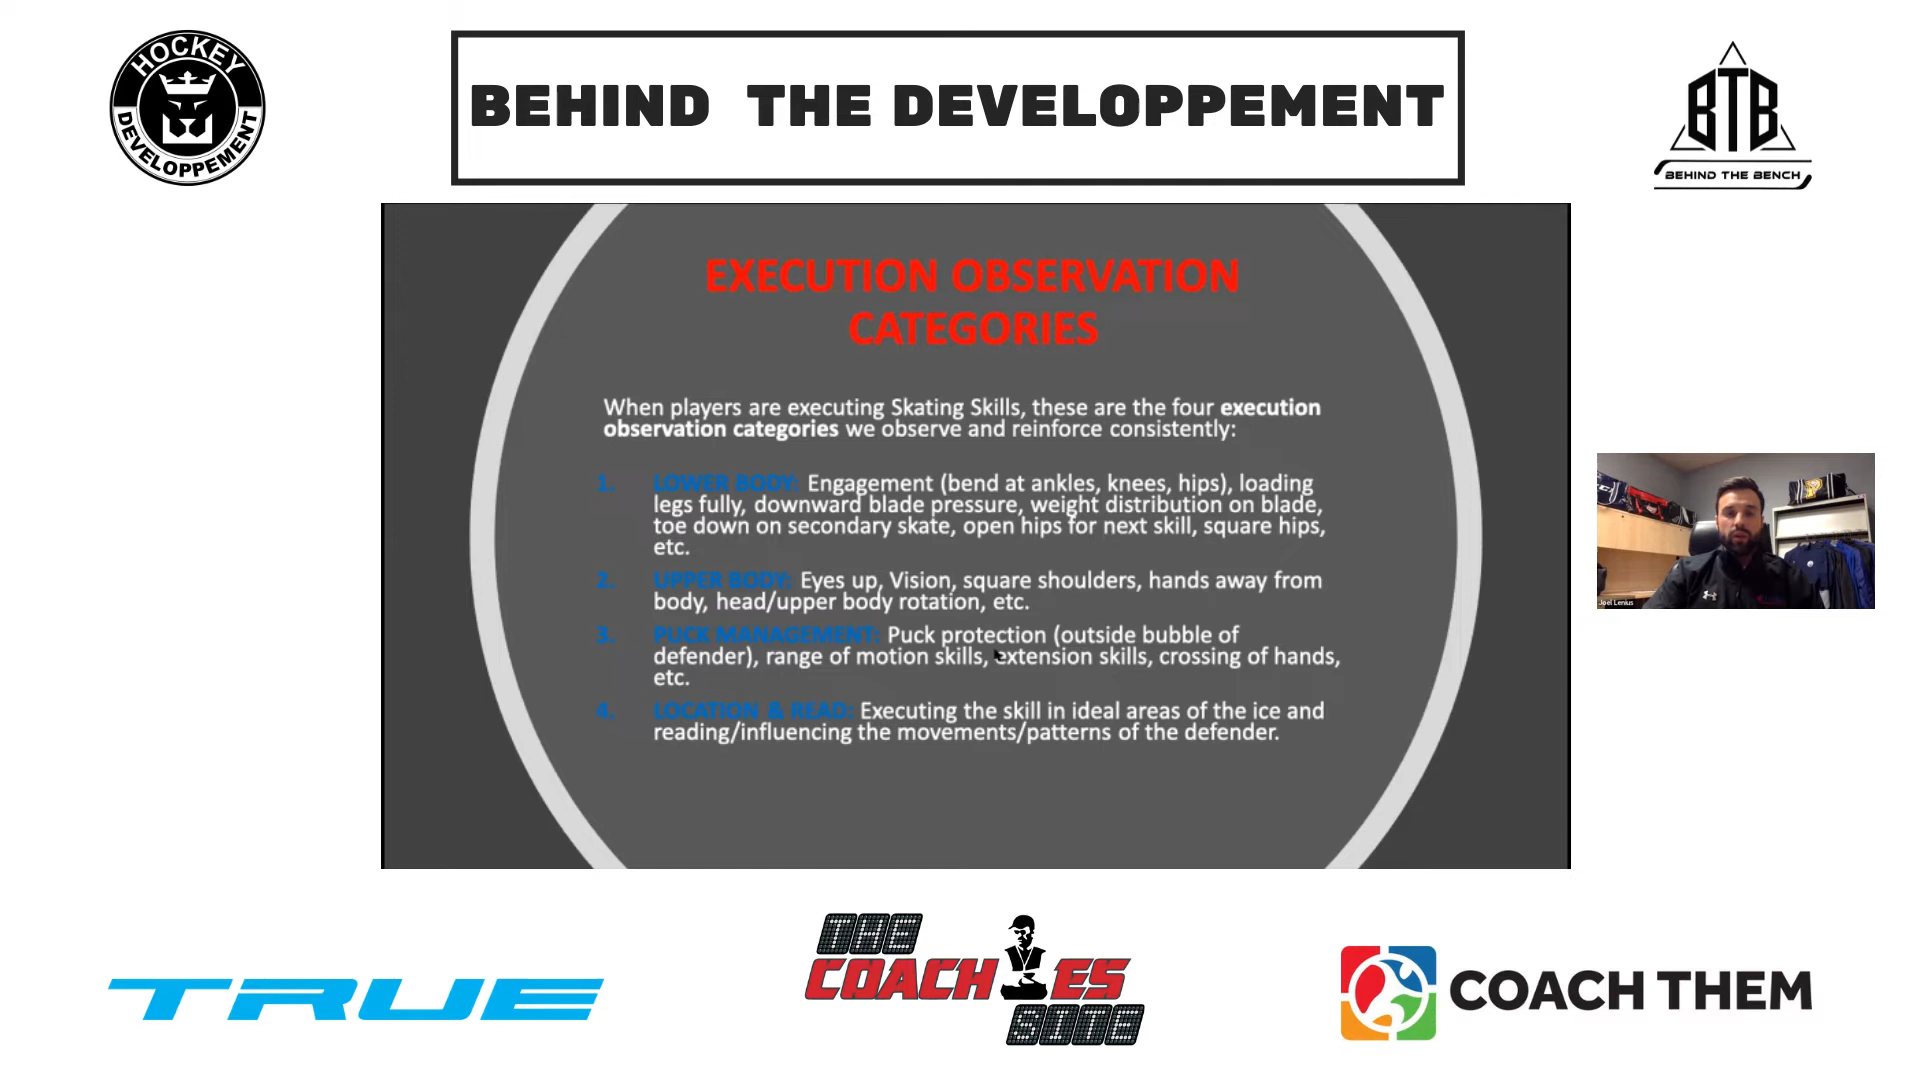 HOCKEY
DEVELOPPEMENT
BEHIND THE DEVELOPPEMENT
BTB
BEHIND THE BENCH
EXECUTION OBSERVATION
CATEGORIES
When players are executing Skating Skills, these are the four execution
observation categories we observe and reinforce consistently:
1. LOWER BODY: Engagement (bend at ankles, knees, hips), loading
legs fully, downward blade pressure, weight distribution on blade,
toe down on secondary skate, open hips for next skill, square hips,
etc.
2. UPPER BODY: Eyes up, Vision, square shoulders, hands away from
body, head/upper body rotation, etc.
3. PUCK MANAGEMENT: Puck protection (outside bubble of
defender), range of motion skills, extension skills, crossing of hands,
etc.
4. LOCATION & READ: Executing the skill in ideal areas of the ice and
reading/influencing the movements/patterns of the defender.
Joel Lenius
TRUE
THE
COACHES
SITE
COACH THEM